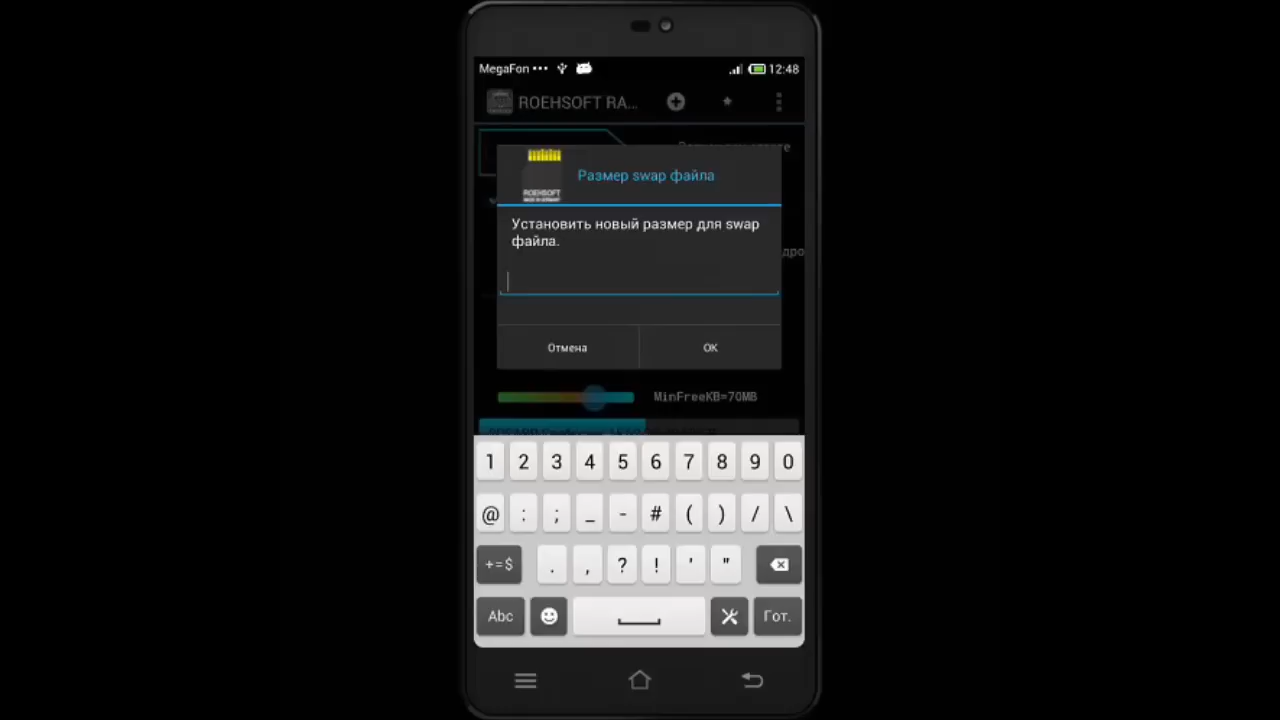 MegaFon 12:48
ROEHSOFT RA...
ROEHSOFT
Размер swap файла
Установить новый размер для swap
файла.
Отмена OK
MinFreeKB=70MB
1 2 3 4 5 6 7 8 9 0
@ : ; _ - # ( ) / \
+=$ . , ? ! ' "
Abc Гот.